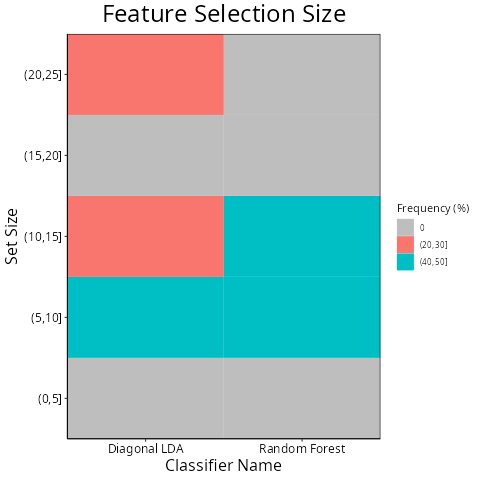 Feature Selection Size
Set Size
(20,25]
(15,20]
(10,15]
(5,10]
(0,5]
Diagonal LDA Random Forest
Classifier Name
Frequency (%)
0
(20,30]
(40,50]